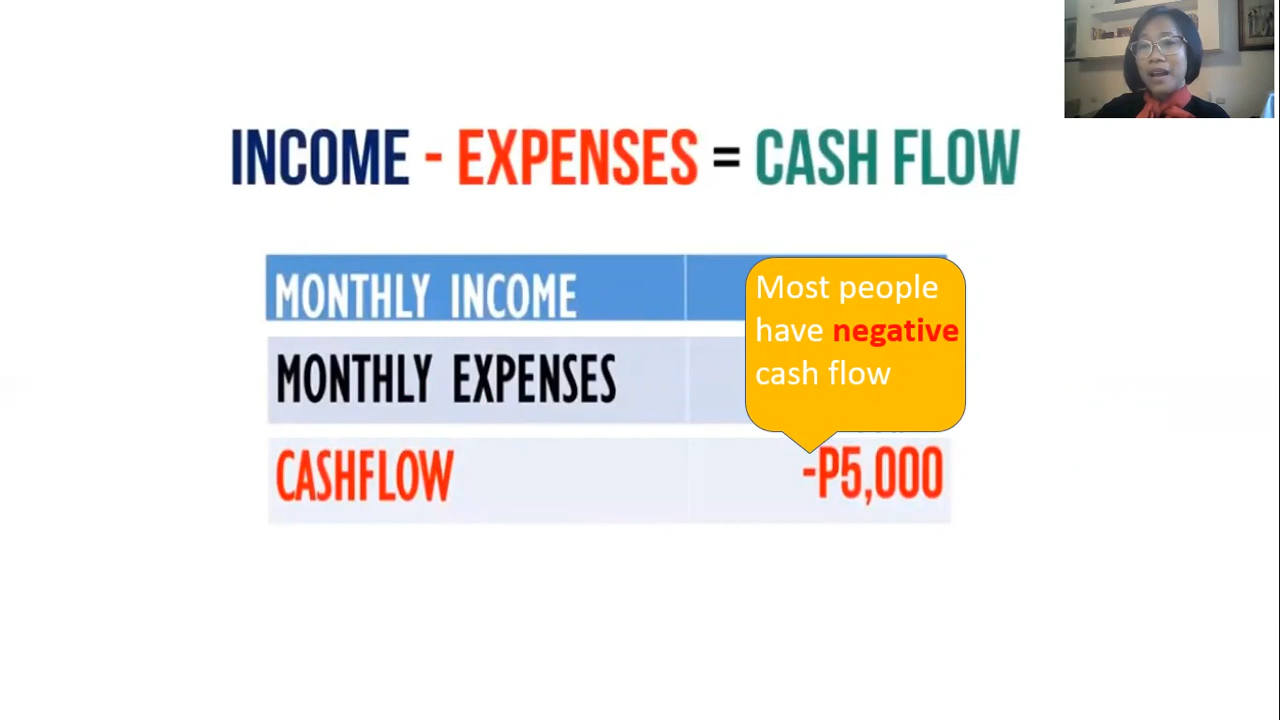 INCOME - EXPENSES = CASH FLOW
MONTHLY INCOME
MONTHLY EXPENSES
Most people
have negative
cash flow
CASHFLOW -P5,000